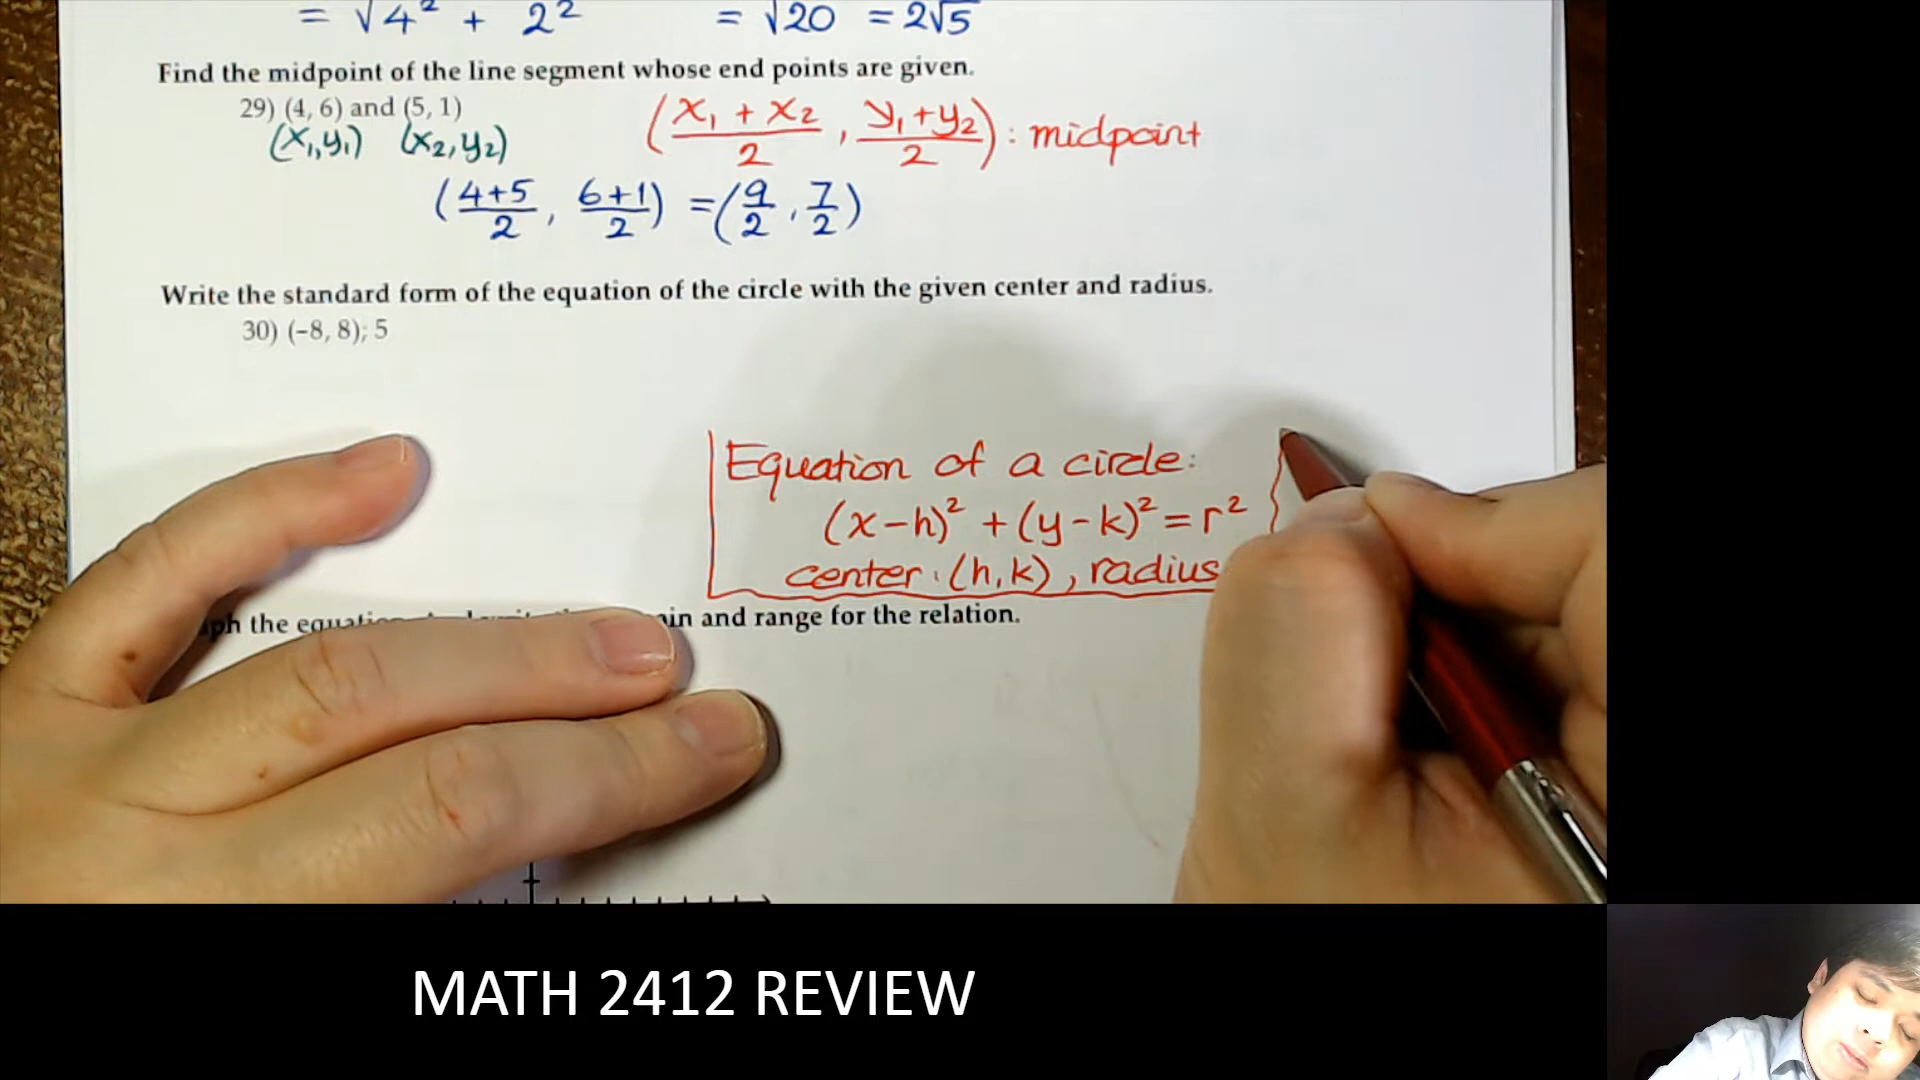 = √4² + 2² = √20 = 2√5
Find the midpoint of the line segment whose end points are given.
29) (4, 6) and (5, 1)
(x₁,y₁) (x₂,y₂) (x₁ + x₂/2, y₁+y₂/2) : midpoint
(4+5/2, 6+1/2) = (9/2, 7/2)
Write the standard form of the equation of the circle with the given center and radius.
30) (−8, 8); 5
Equation of a circle:
(x−h)² + (y−k)² = r²
center: (h,k), radius
the in and range for the relation.
MATH 2412 REVIEW